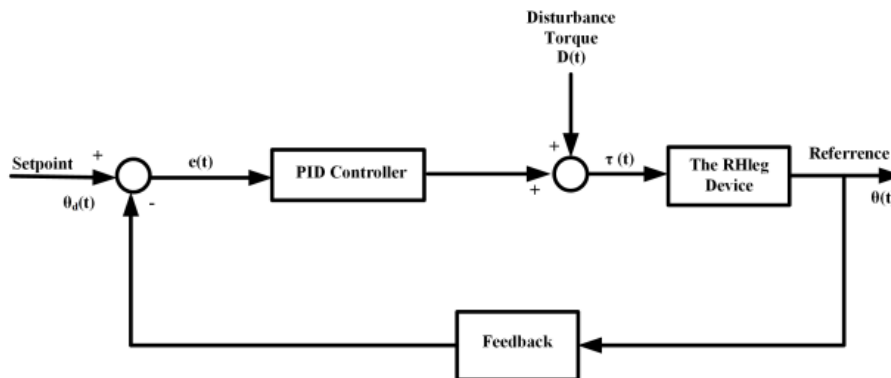 Disturbance
Torque
D(t)
Setpoint
+
θd(t)
-
e(t)
PID Controller
+
+
τ (t)
The RHleg
Device
Referrence
θ(t
Feedback